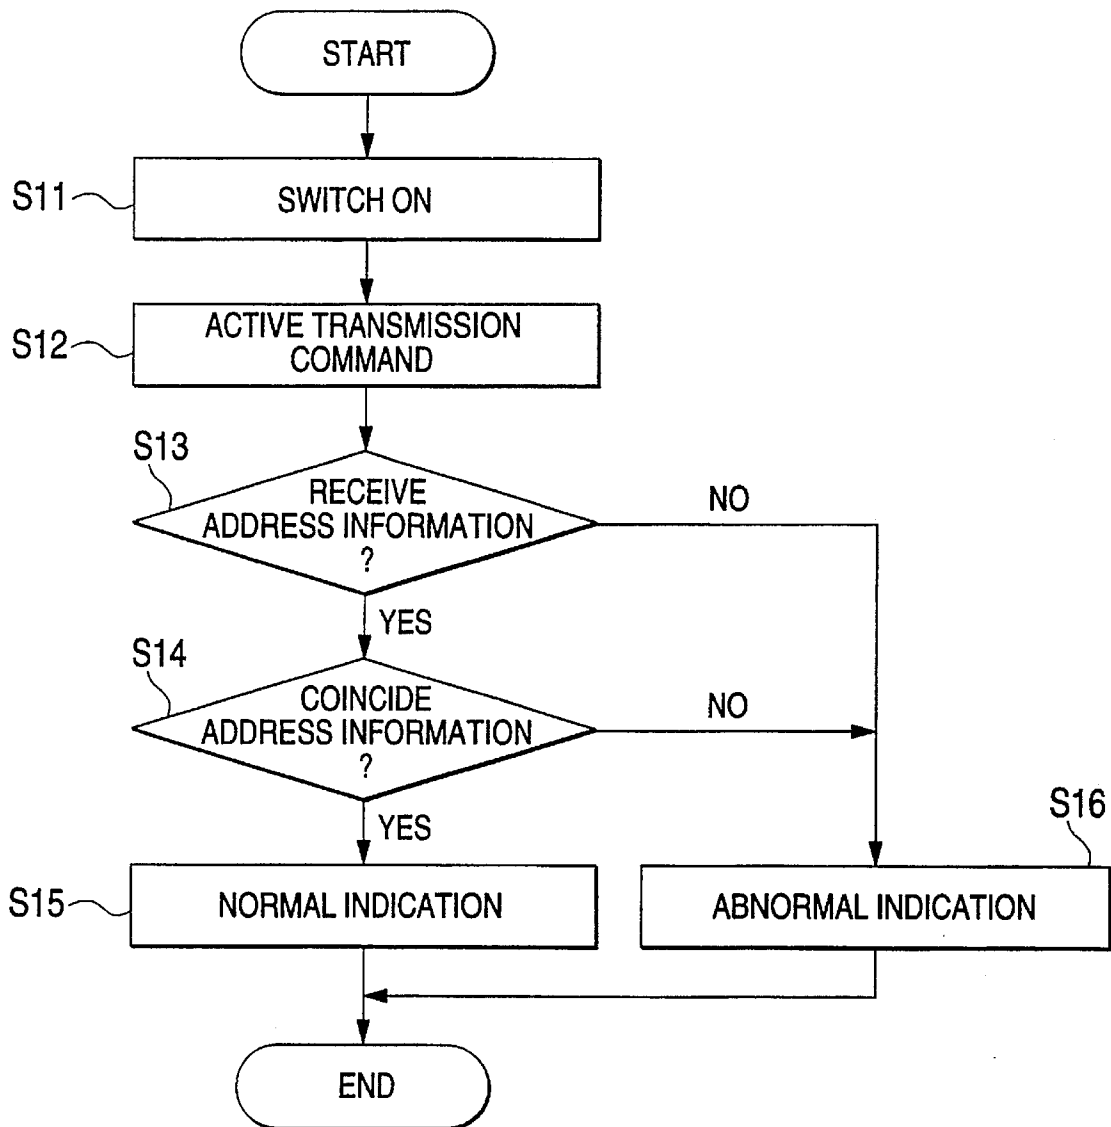 START
S11
SWITCH ON
S12
ACTIVE TRANSMISSION
COMMAND
S13
RECEIVE
ADDRESS INFORMATION
?
NO
YES
S14
COINCIDE
ADDRESS INFORMATION
?
NO
YES
S15
NORMAL INDICATION
S16
ABNORMAL INDICATION
END